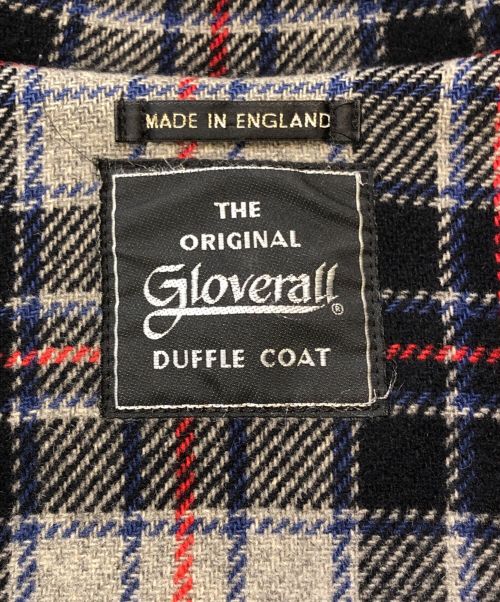 MADE IN ENGLAND
THE
ORIGINAL
Gloverall®
DUFFLE COAT